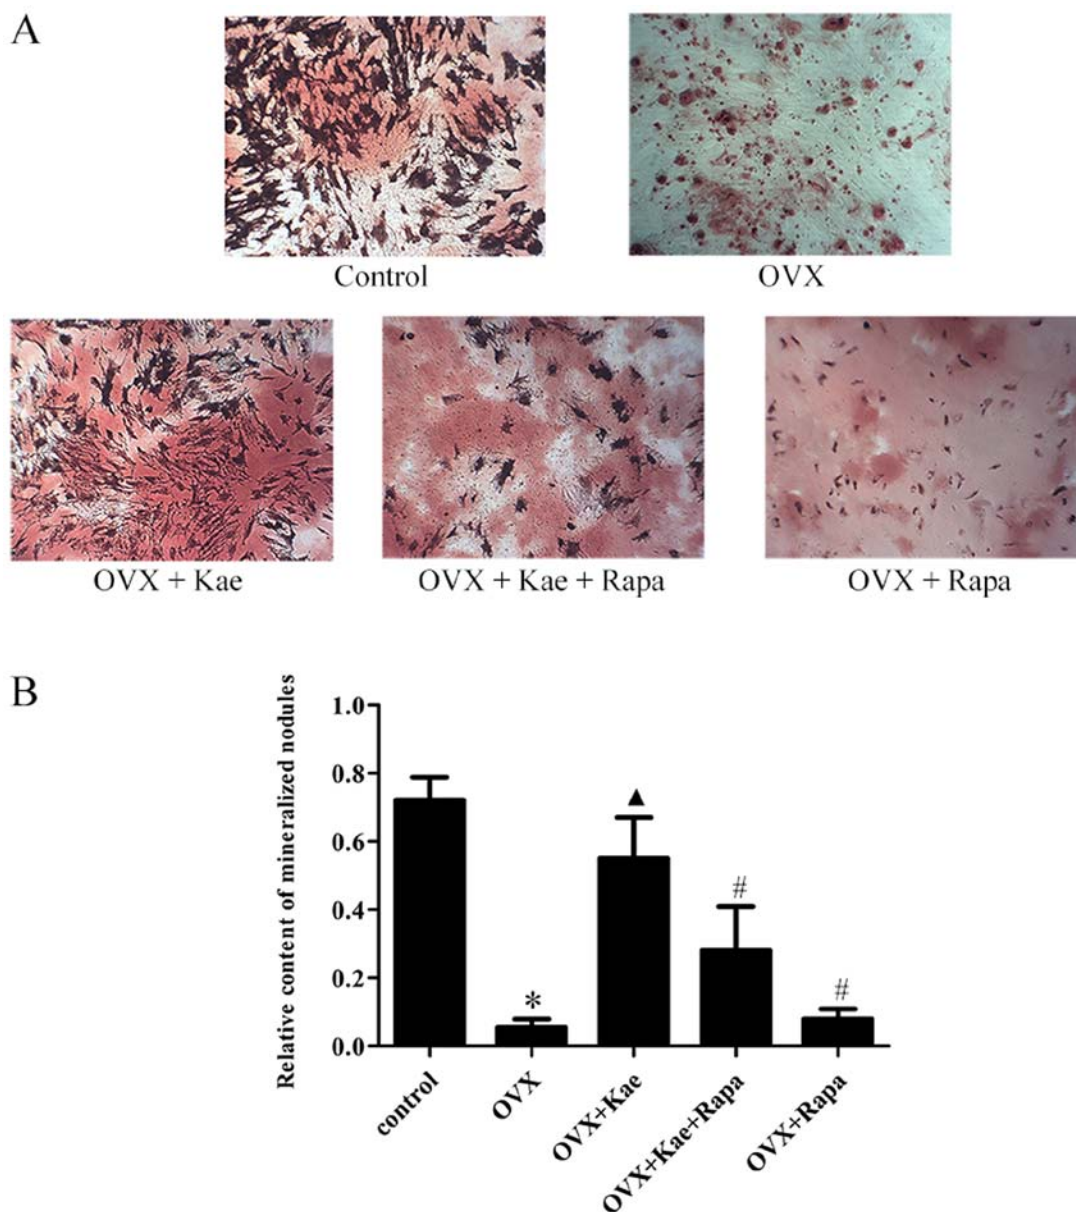 A
Control
OVX
OVX + Kae
OVX + Kae + Rapa
OVX + Rapa
B
Relative content of mineralized nodules
1.0
0.8
0.6
0.4
0.2
0.0
*
▲
#
#
control
OVX
OVX+Kae
OVX+Kae+Rapa
OVX+Rapa